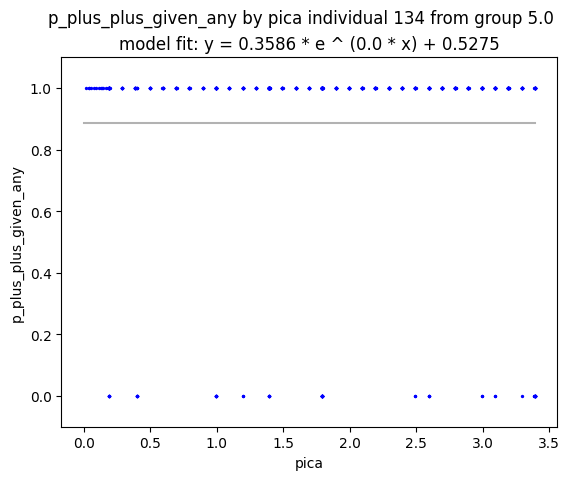 p_plus_plus_given_any by pica individual 134 from group 5.0
model fit: y = 0.3586 * e ^ (0.0 * x) + 0.5275
1.0
0.8
0.6
0.4
0.2
0.0
p_plus_plus_given_any
0.0 0.5 1.0 1.5 2.0 2.5 3.0 3.5
pica